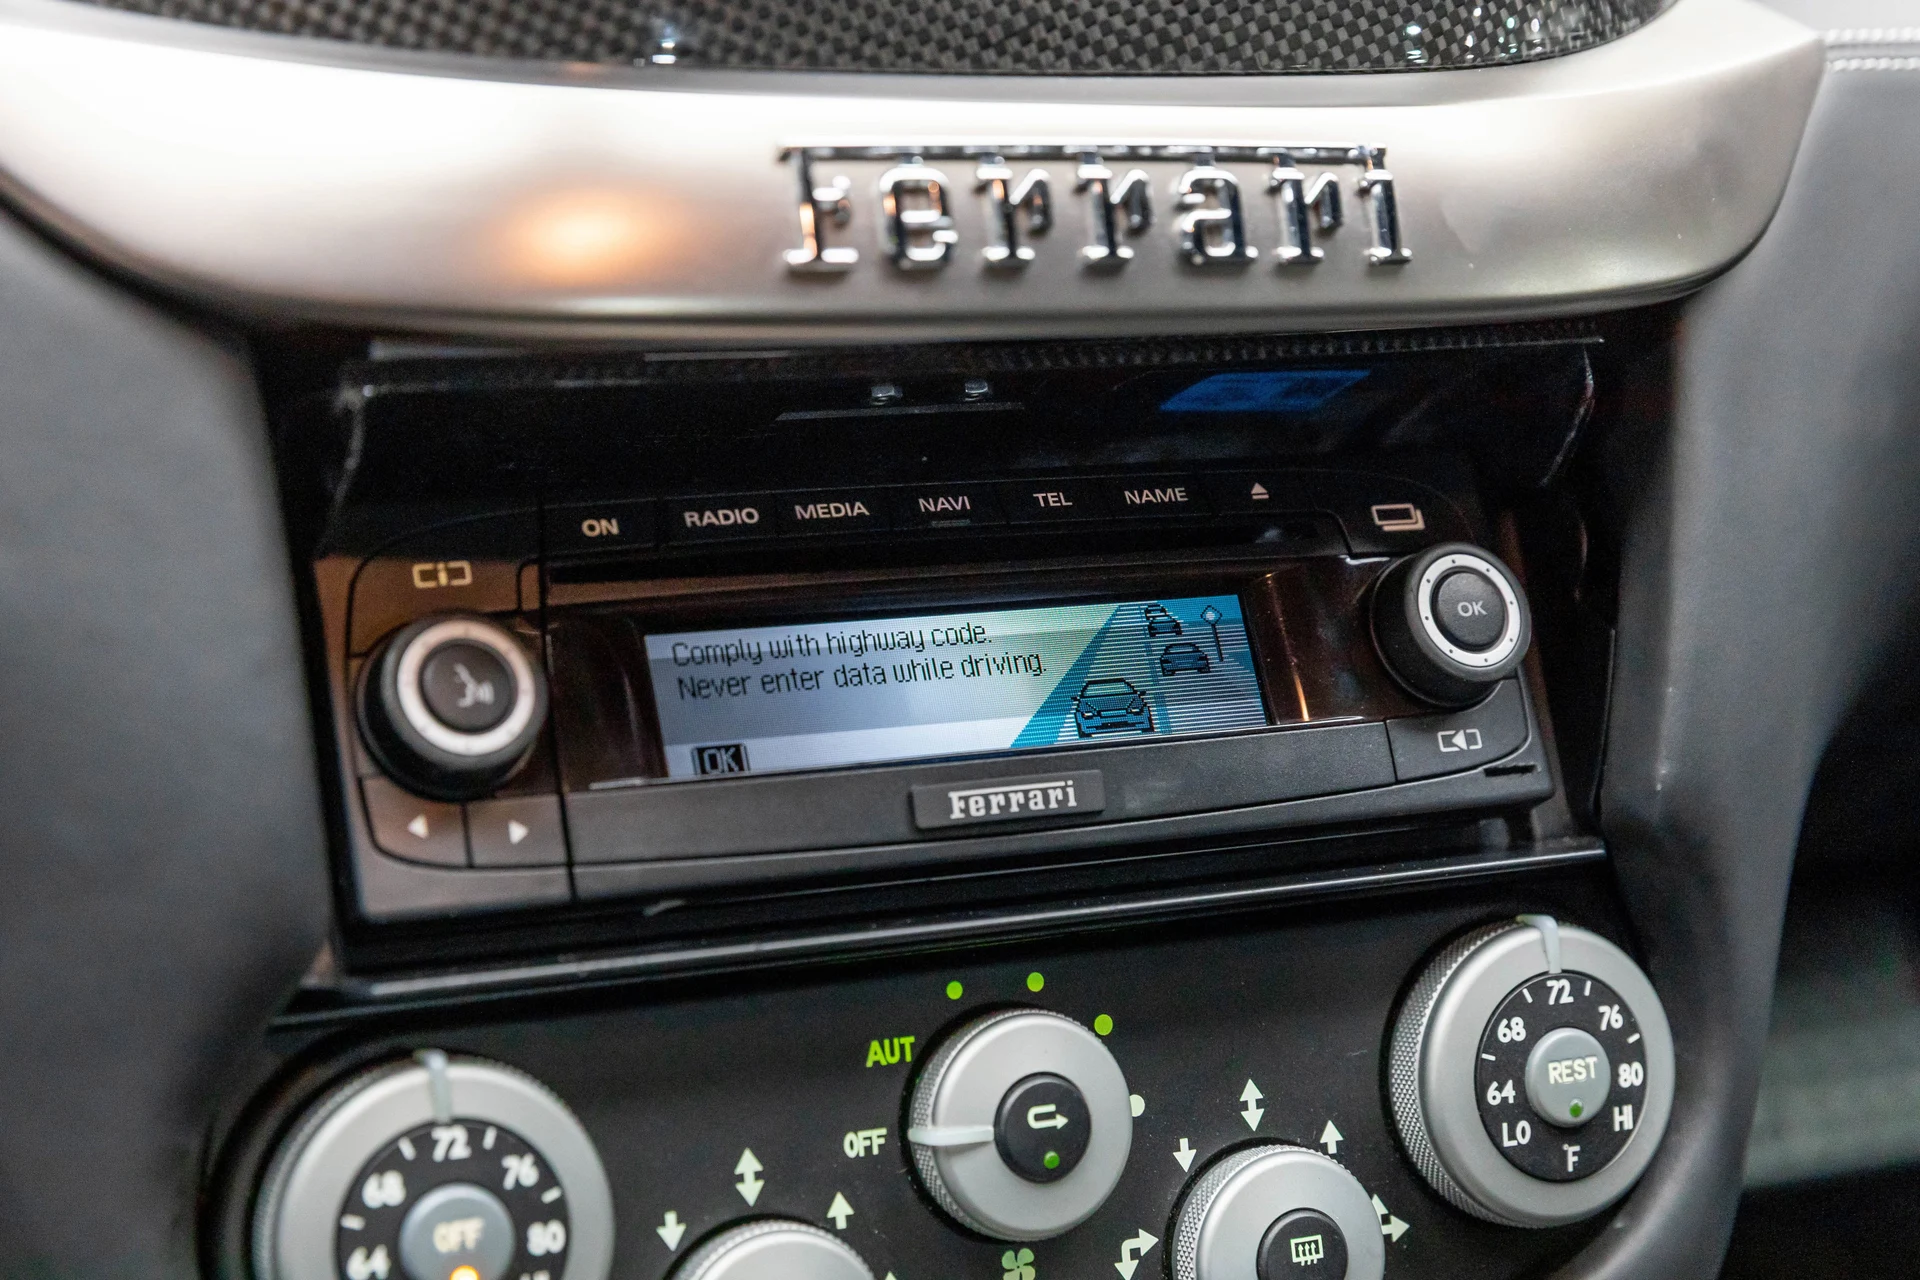 Ferrari
ON RADIO MEDIA NAVI TEL NAME
Comply with highway code.
Never enter data while driving.
OK
OK
Ferrari
AUT
OFF
68 72 76
64 80
LO HI
REST
°F
68 72 76
64 80
OFF